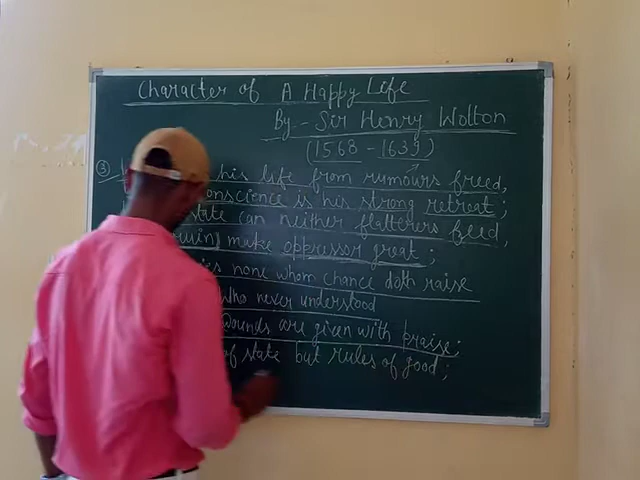 Character of A Happy Life
By:- Sir Henry Wolton
(1568 - 1639)
③ his life from rumours freed,
conscience is his strong retreat;
state can neither flatterers feed,
ruin make oppressor great;
none whom chance doth raise
Who never understood
wounds are given with praise;
of state but rules of good;